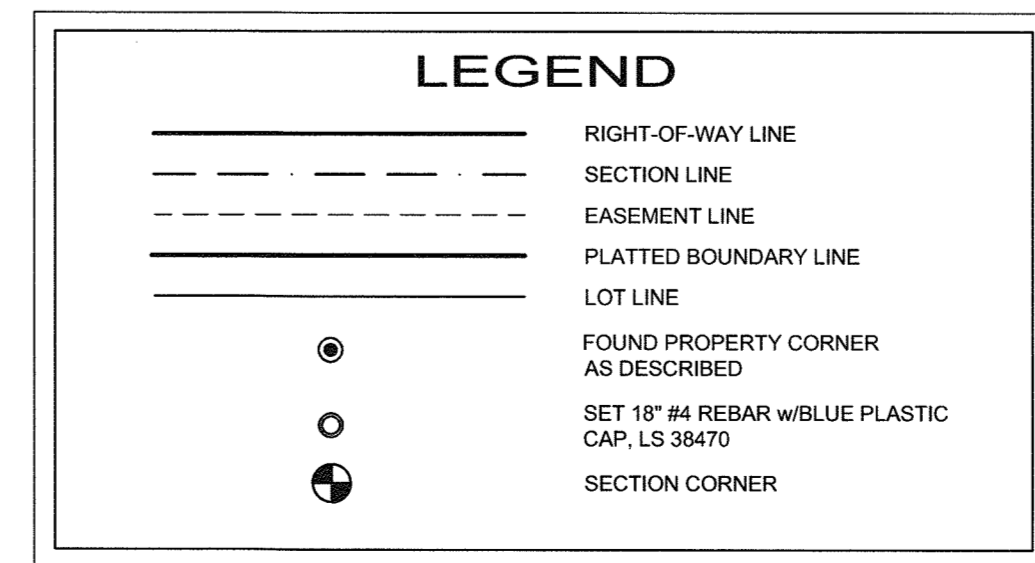 LEGEND
RIGHT-OF-WAY LINE
SECTION LINE
EASEMENT LINE
PLATTED BOUNDARY LINE
LOT LINE
FOUND PROPERTY CORNER
AS DESCRIBED
SET 18" #4 REBAR w/BLUE PLASTIC
CAP, LS 38470
SECTION CORNER